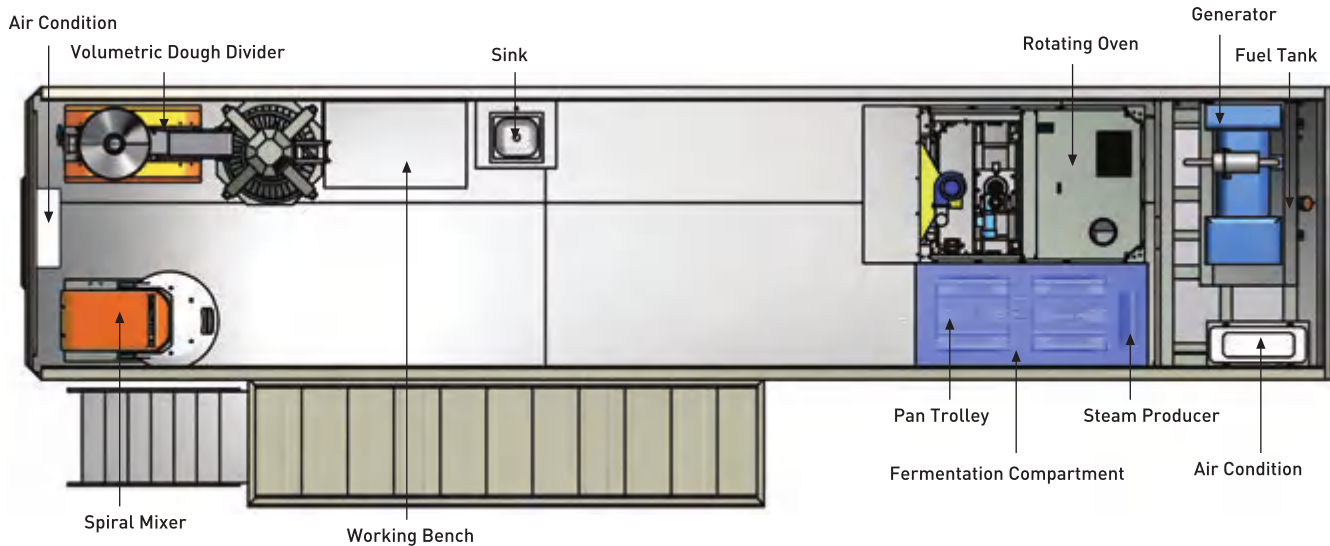 Generator
Air Condition
Rotating Oven
Volumetric Dough Divider
Sink
Fuel Tank
Pan Trolley
Steam Producer
Fermentation Compartment
Air Condition
Spiral Mixer
Working Bench